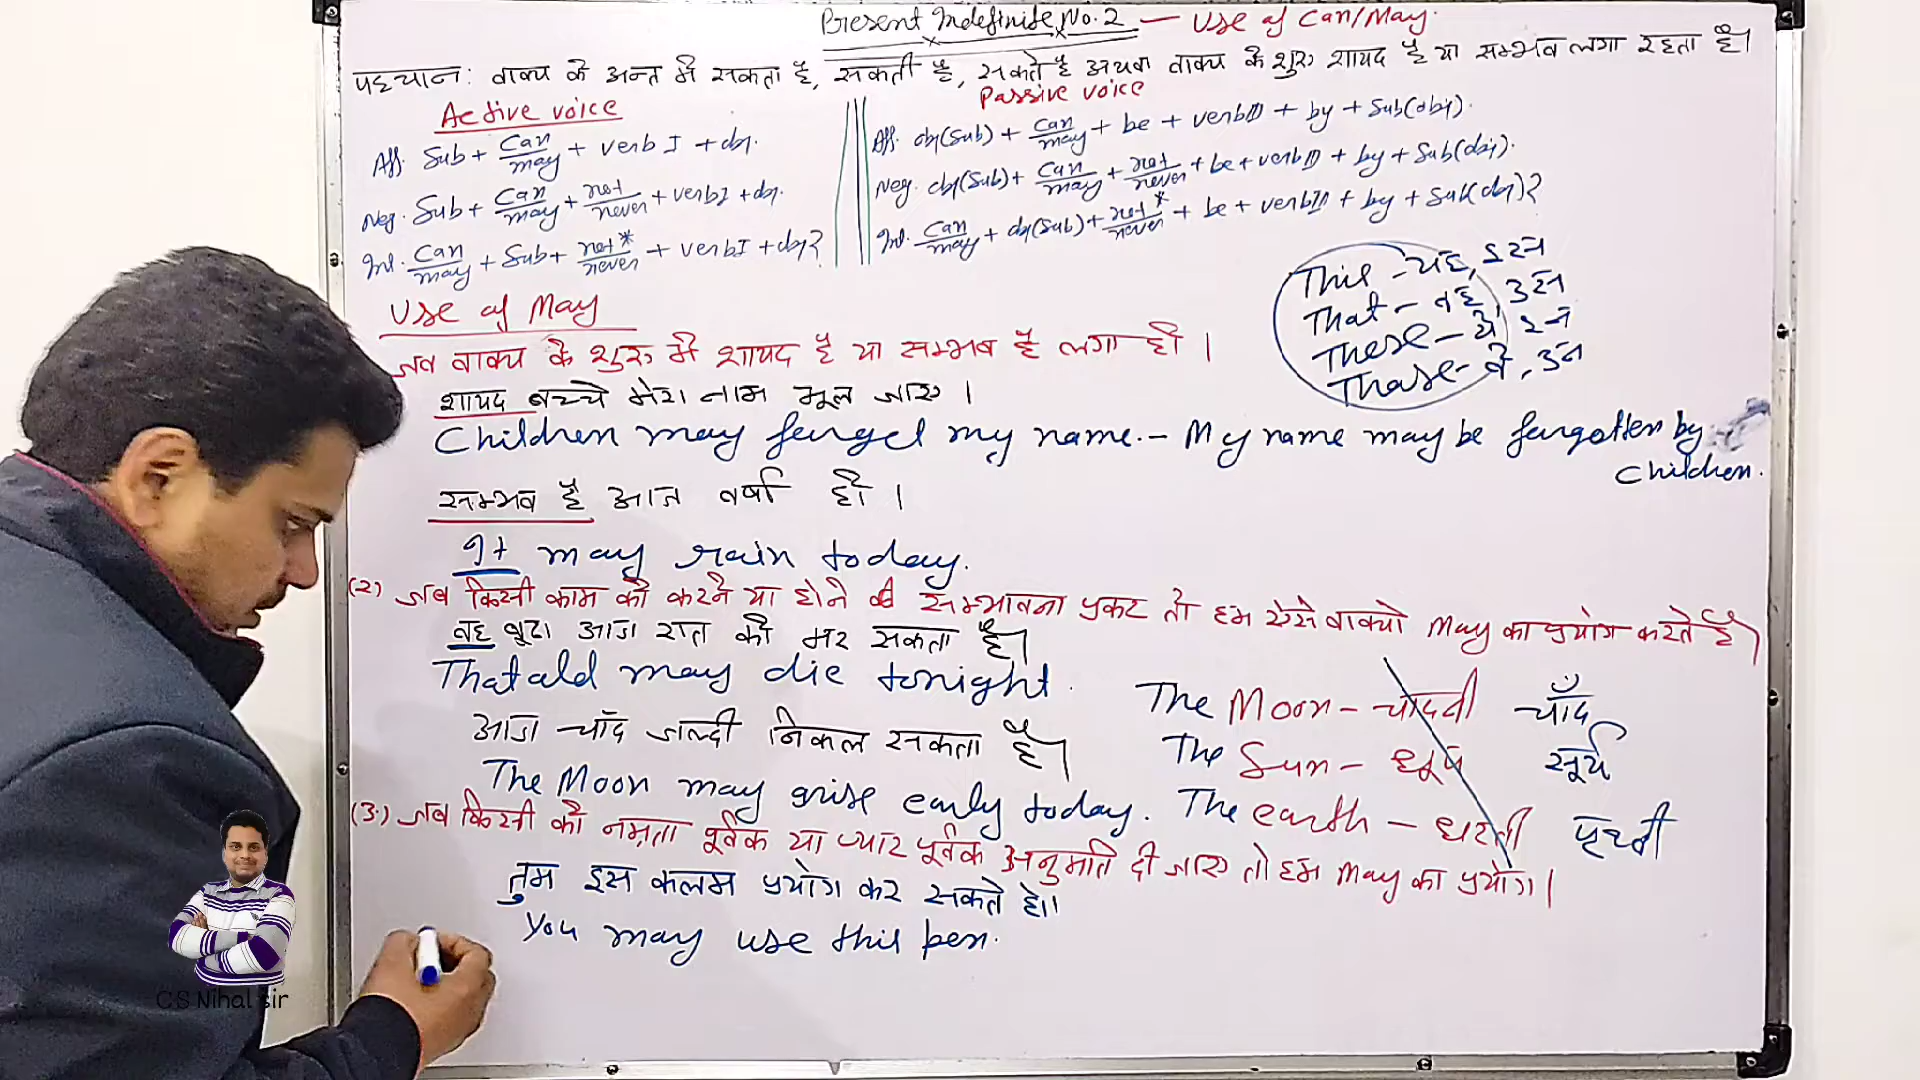 Present Indefinite No. 2 — Use of Can/May.
पहचान: वाक्य के अन्त में सकता है, सकती है, सकते है अथवा वाक्य के शुरु शायद है या सम्भव लगा रहता है।
Active voice
Aff. Sub + Can/may + verb I + obj.
Neg. Sub + Can/may + not/never + verb I + obj.
Int. Can/may + Sub + not*/never + verb I + obj?
Passive voice
Aff. obj(Sub) + Can/may + be + verb III + by + Sub(obj).
Neg. obj(Sub) + Can/may + not/never + be + verb III + by + Sub(obj).
Int. Can/may + obj(Sub) + not*/never + be + verb III + by + Sub(obj)?
This - यह, इस
That - वह, उस
These - ये, इन
Those - वे, उन
Use of May
जब वाक्य के शुरु में शायद है या सम्भव है लगा हो।
शायद बच्चे मेरा नाम भूल जाए।
Children may forget my name. - My name may be forgotten by
Children.
सम्भव है आज वर्षा हो।
It may rain today.
(2) जब किसी काम को करने या होने की सम्भावना प्रकट तो हम ऐसे वाक्यो May का प्रयोग करते है।
वह बूढा आज रात को मर सकता है।
That old may die tonight.
आज चाँद जल्दी निकल सकता है।
The Moon may arise early today.
The Moon - चाँदनी चाँद
The Sun - धूप सूर्य
The earth - धरती पृथ्वी
(3) जब किसी को नम्रता पूर्वक या प्यार पूर्वक अनुमति दी जाए तो हम May का प्रयोग।
तुम इस कलम प्रयोग कर सकते हो।
You may use this pen.
CS Nihal sir